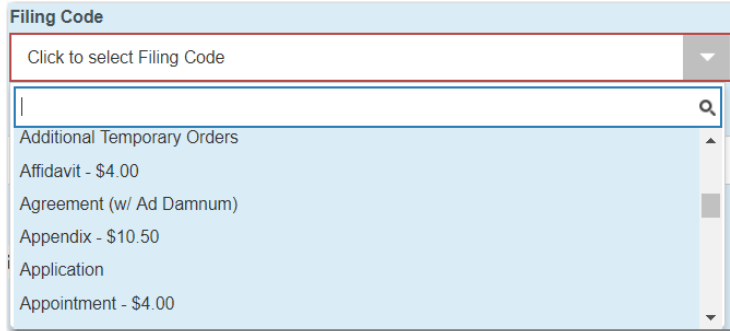 Filing Code
Click to select Filing Code
Additional Temporary Orders
Affidavit - $4.00
Agreement (w/ Ad Damnum)
Appendix - $10.50
Application
Appointment - $4.00